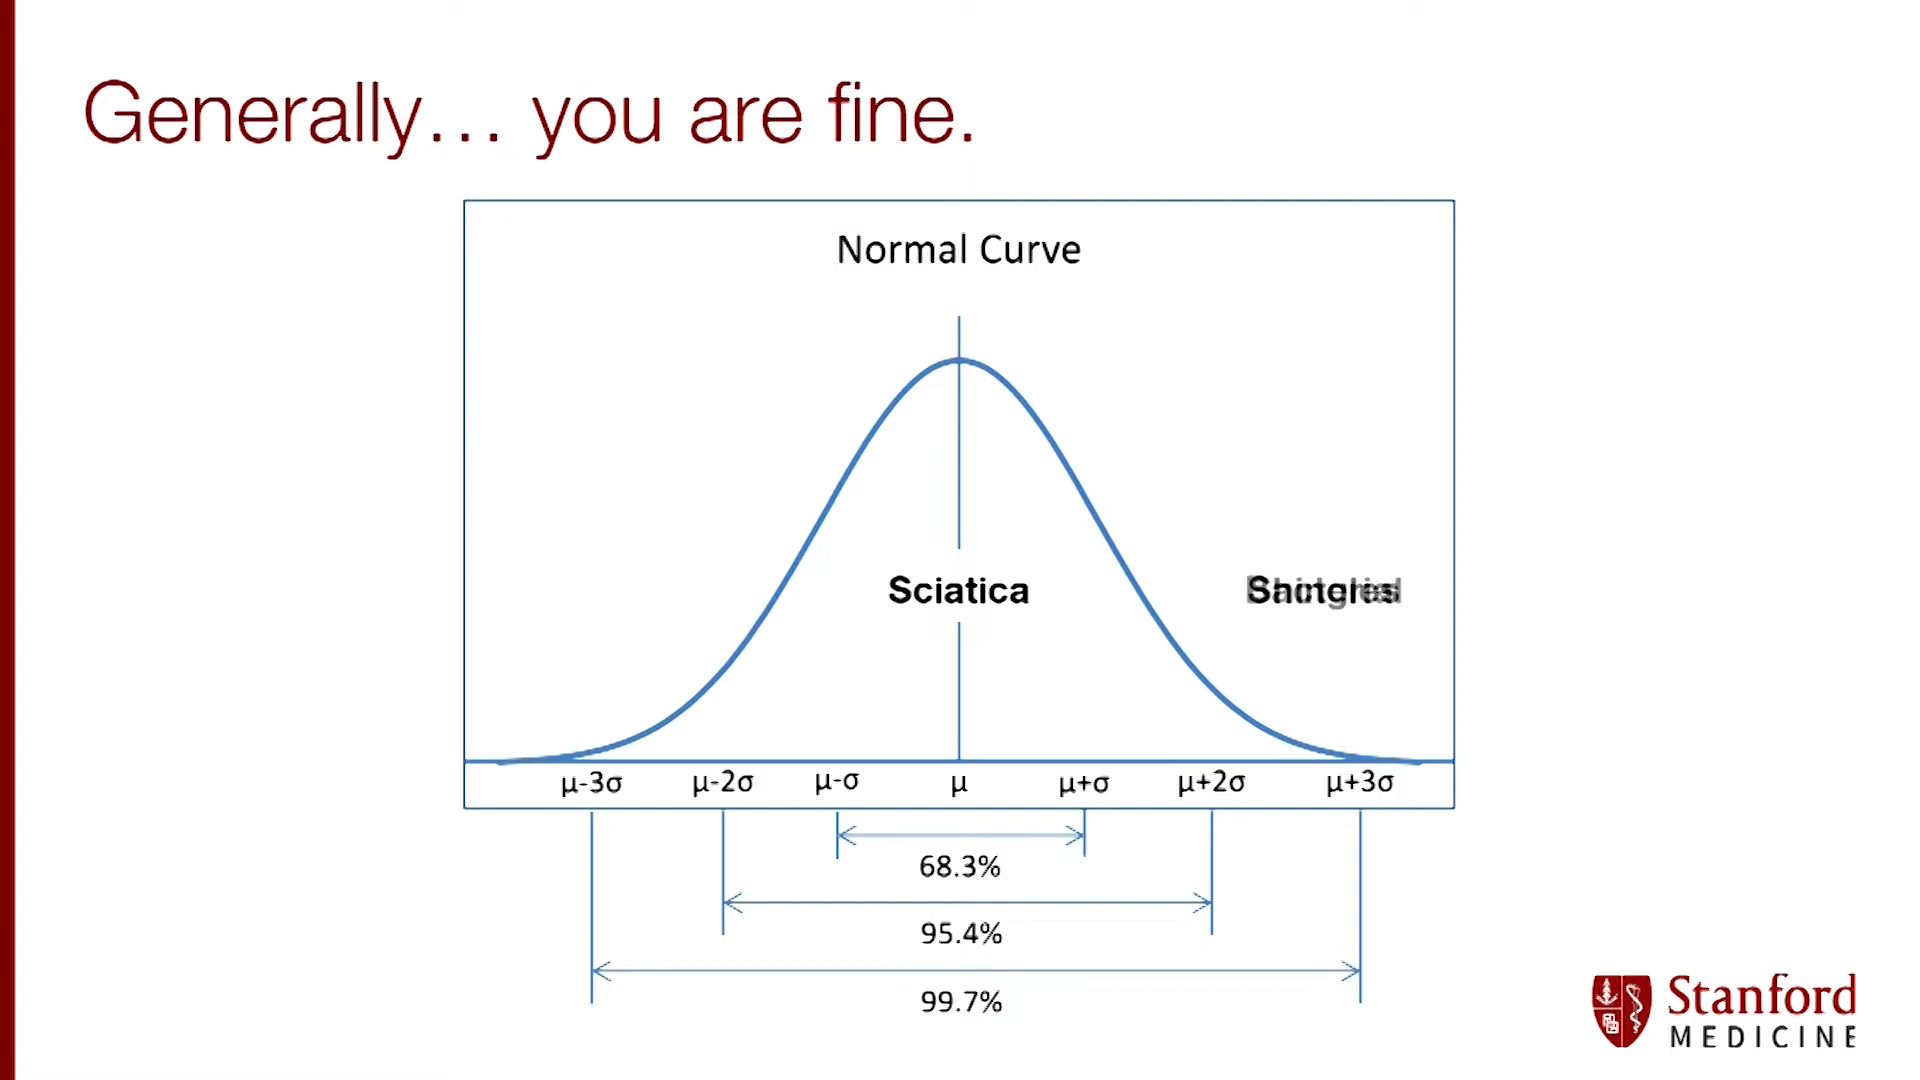 Generally... you are fine.
Normal Curve
Sciatica
μ-3σ μ-2σ μ-σ μ μ+σ μ+2σ μ+3σ
68.3%
95.4%
99.7%
Stanford
MEDICINE